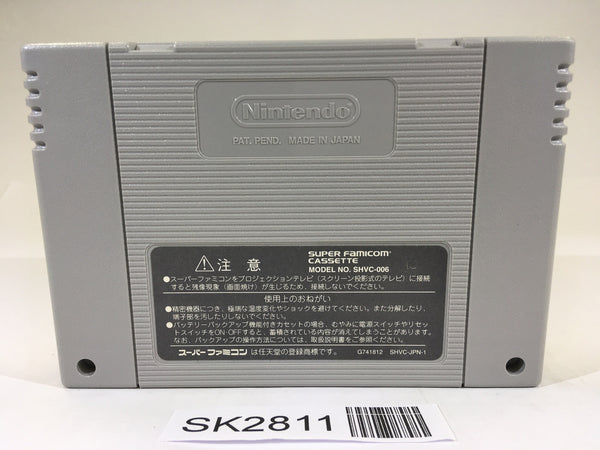 Nintendo
PAT. PEND. MADE IN JAPAN
注意
SUPER FAMICOM
CASSETTE
MODEL NO. SHVC-006
●スーパーファミコンをプロジェクションテレビ（スクリーン投影式のテレビ）に接続
すると残像現象（画面焼け）が生じるため、接続しないでください。
使用上のおねがい
●精密機器につき、極端な温度変化やショックを避けてください。また分解したり、
端子部を汚したりしないでください。
●バッテリーバックアップ機能付きカセットの場合、むやみに電源スイッチやリセッ
トスイッチをON・OFFすると、蓄積されている内容が消えてしまうことがあります。
なお、バックアップの操作方法については、取扱説明書をご参照ください。
スーパーファミコン は任天堂の登録商標です。
G741812 SHVC-JPN-1
SK2811